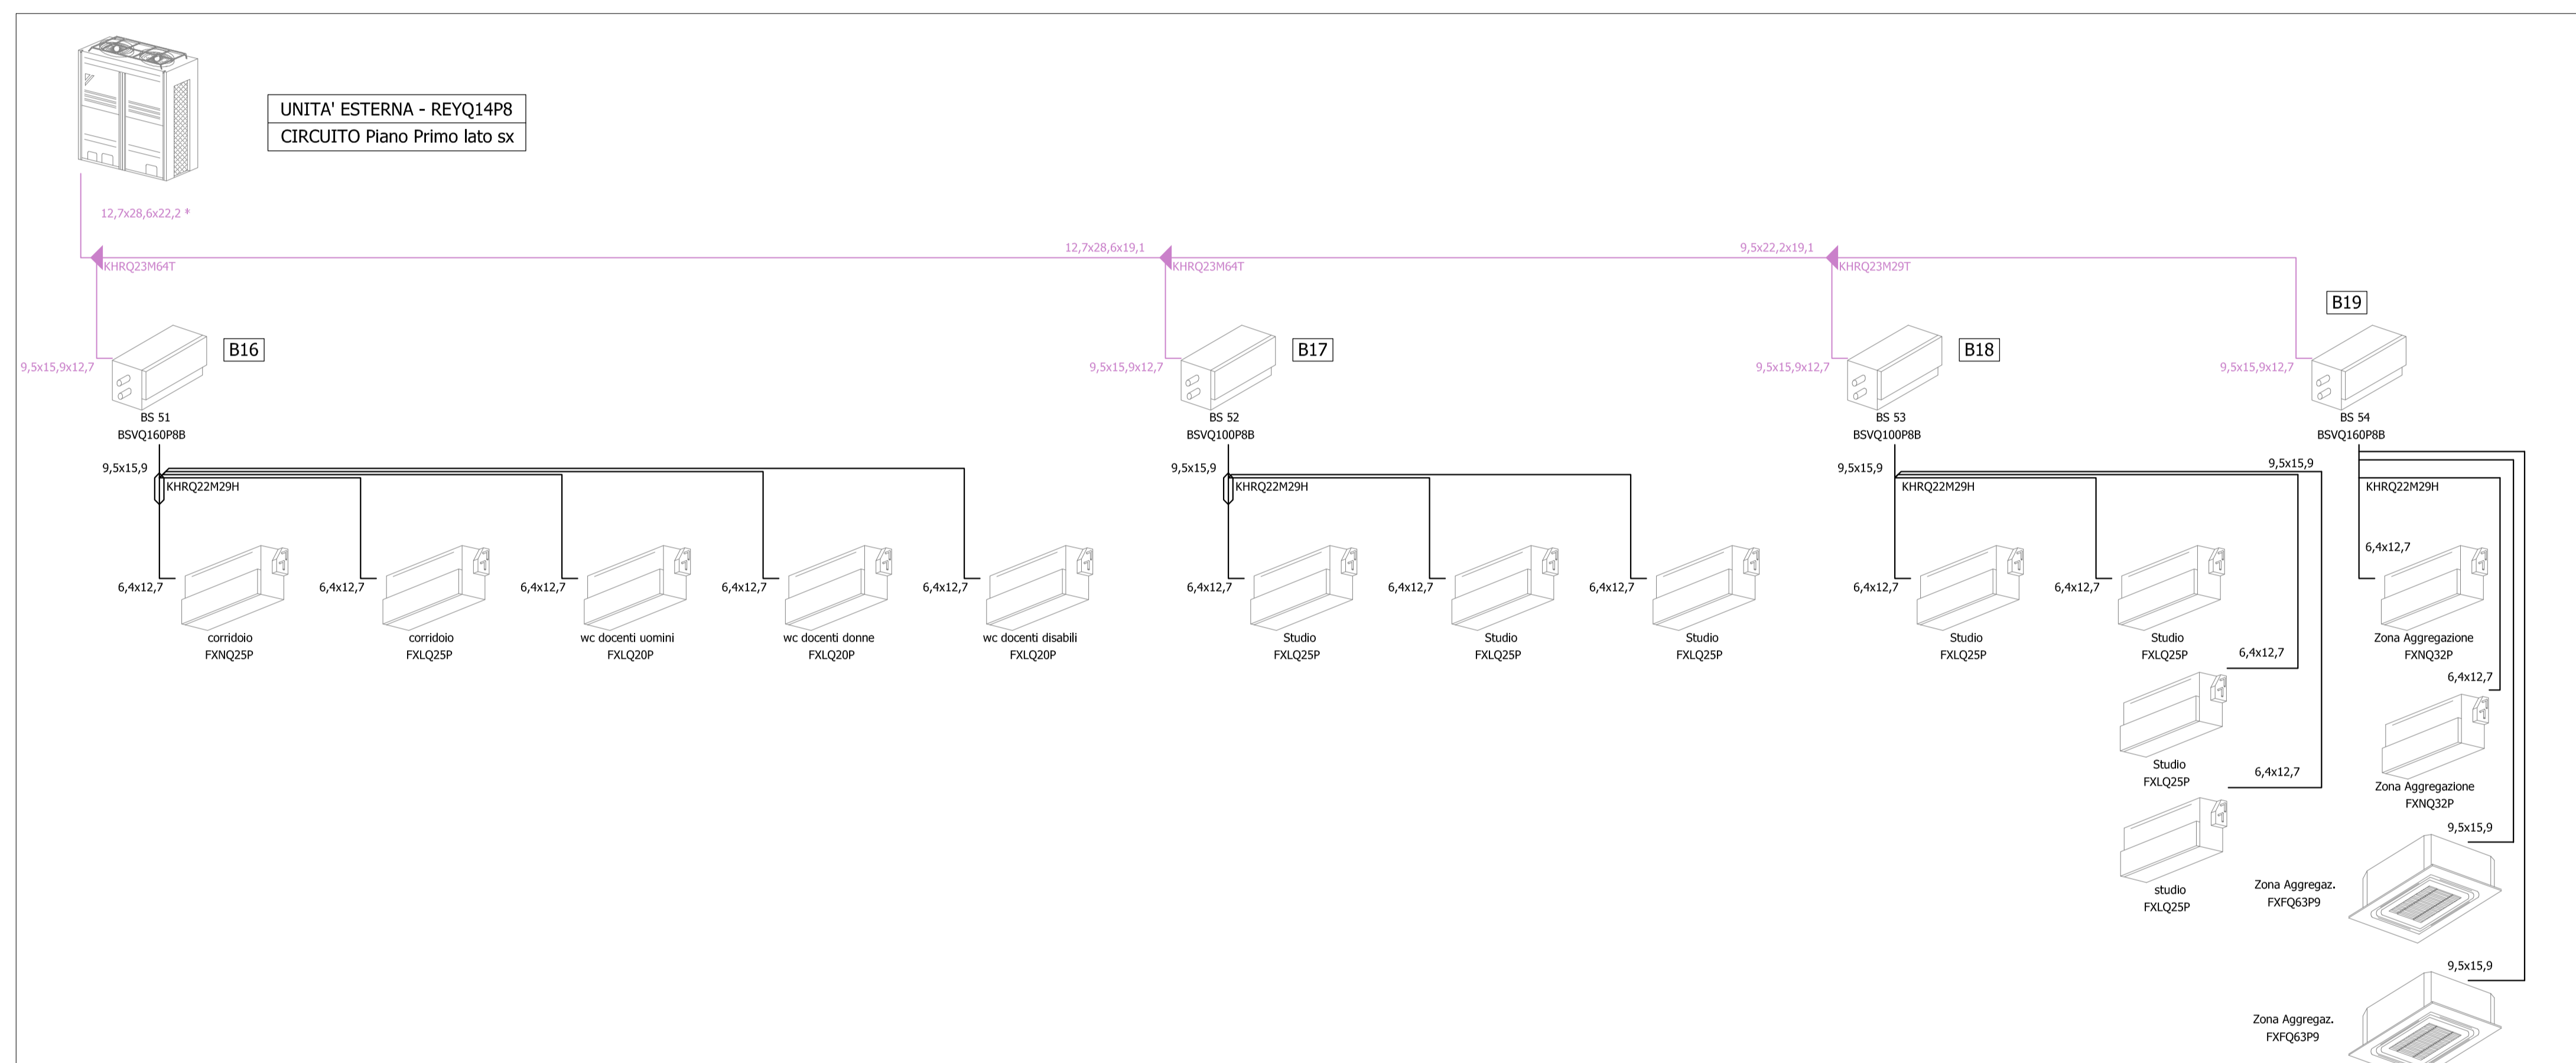 UNITA' ESTERNA - REYQ14P8
CIRCUITO Piano Primo lato sx
12,7x28,6x22,2 *
12,7x28,6x19,1
9,5x22,2x19,1
KHRQ23M64T
KHRQ23M64T
KHRQ23M29T
B19
B16
B17
B18
9,5x15,9x12,7
9,5x15,9x12,7
9,5x15,9x12,7
9,5x15,9x12,7
BS 51
BSVQ160P8B
BS 52
BSVQ100P8B
BS 53
BSVQ100P8B
BS 54
BSVQ160P8B
9,5x15,9
9,5x15,9
9,5x15,9
9,5x15,9
KHRQ22M29H
KHRQ22M29H
KHRQ22M29H
KHRQ22M29H
6,4x12,7
6,4x12,7
6,4x12,7
6,4x12,7
6,4x12,7
6,4x12,7
6,4x12,7
6,4x12,7
6,4x12,7
6,4x12,7
6,4x12,7
corridoio
FXNQ25P
corridoio
FXLQ25P
wc docenti uomini
FXLQ20P
wc docenti donne
FXLQ20P
wc docenti disabili
FXLQ20P
Studio
FXLQ25P
Studio
FXLQ25P
Studio
FXLQ25P
Studio
FXLQ25P
Studio
FXLQ25P
Zona Aggregazione
FXNQ32P
6,4x12,7
6,4x12,7
Studio
FXLQ25P
6,4x12,7
Zona Aggregazione
FXNQ32P
9,5x15,9
studio
FXLQ25P
Zona Aggregaz.
FXFQ63P9
9,5x15,9
Zona Aggregaz.
FXFQ63P9